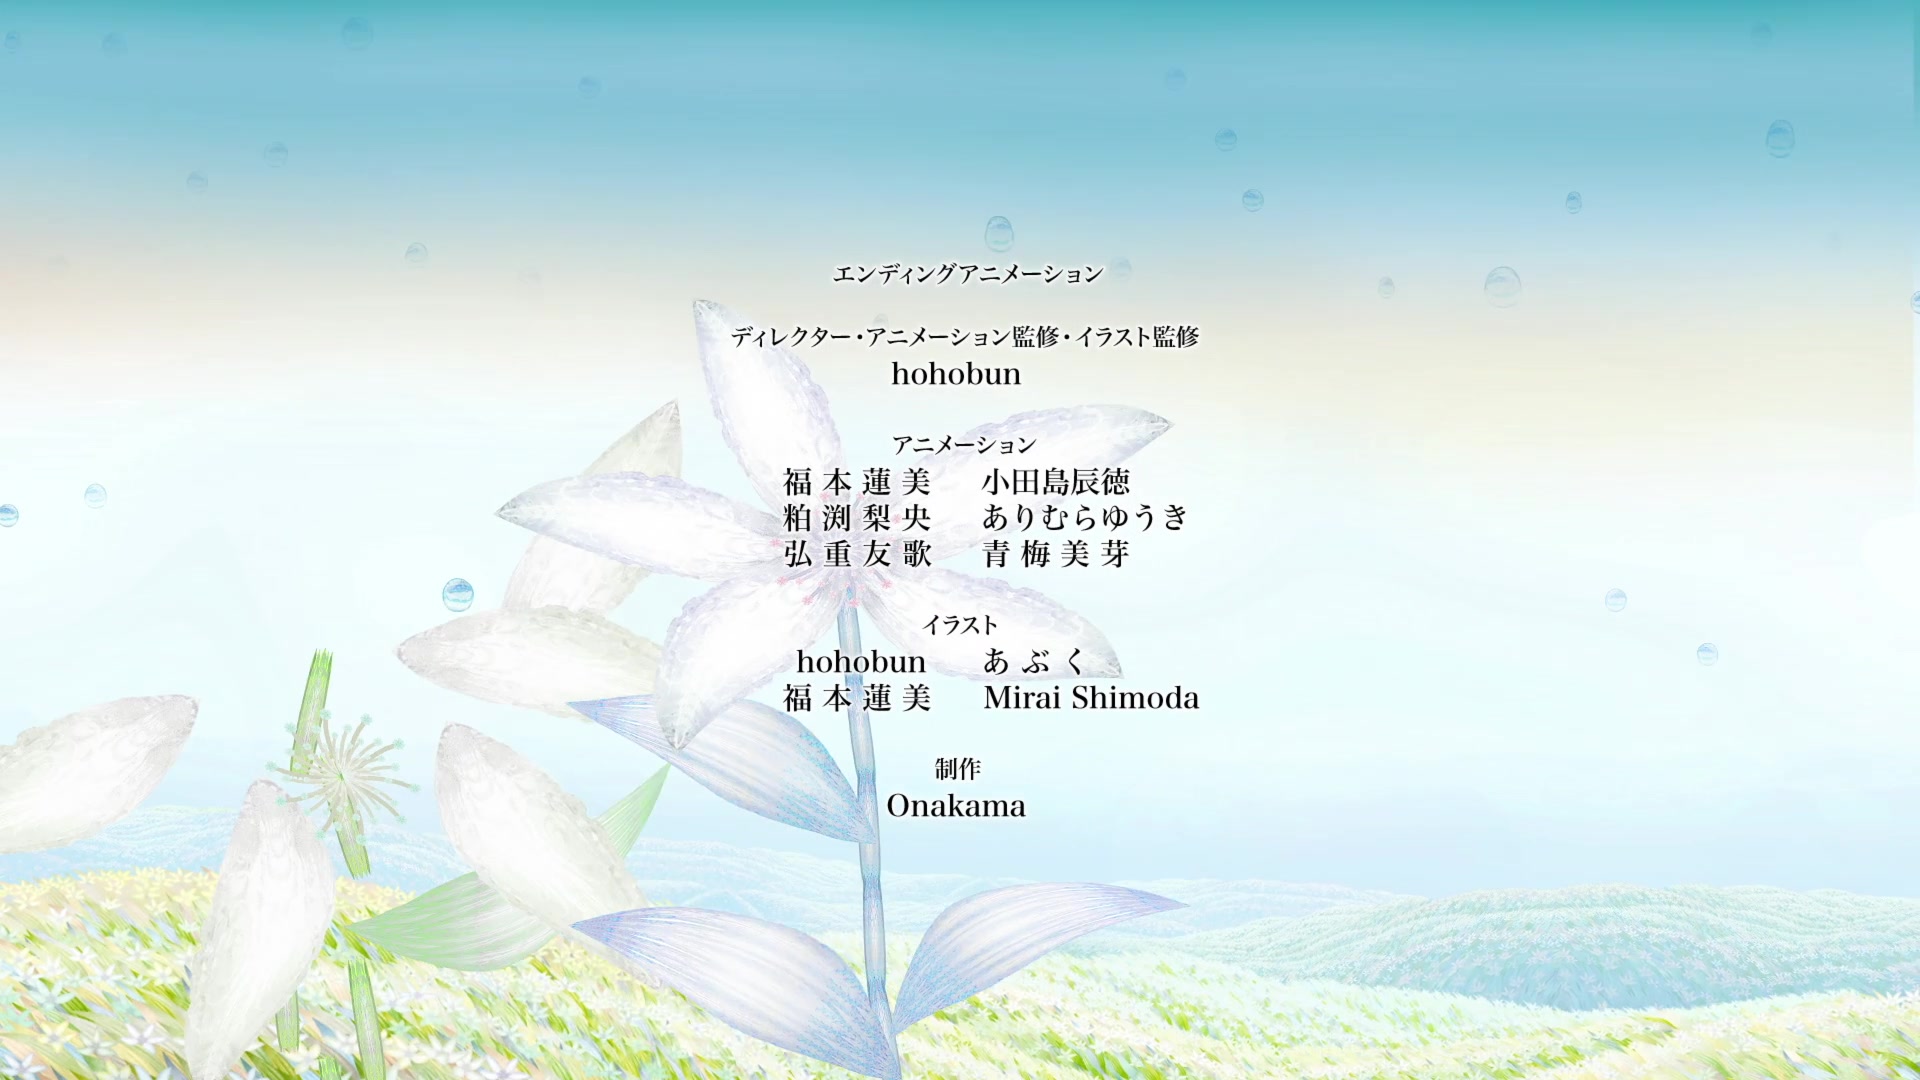 エンディングアニメーション
ディレクター・アニメーション監修・イラスト監修
hohobun
アニメーション
福本蓮美　小田島辰徳
粕渕梨央　ありむらゆうき
弘重友歌　青梅美芽
イラスト
hohobun　あぶく
福本蓮美　Mirai Shimoda
制作
Onakama